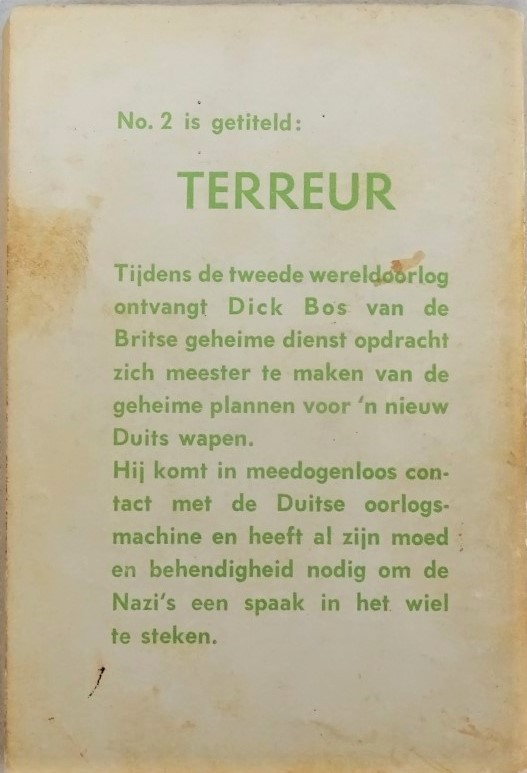 No. 2 is getiteld:
TERREUR
Tijdens de tweede wereldoorlog
ontvangt Dick Bos van de
Britse geheime dienst opdracht
zich meester te maken van de
geheime plannen voor 'n nieuw
Duits wapen.
Hij komt in meedogenloos con-
tact met de Duitse oorlogs-
machine en heeft al zijn moed
en behendigheid nodig om de
Nazi's een spaak in het wiel
te steken.